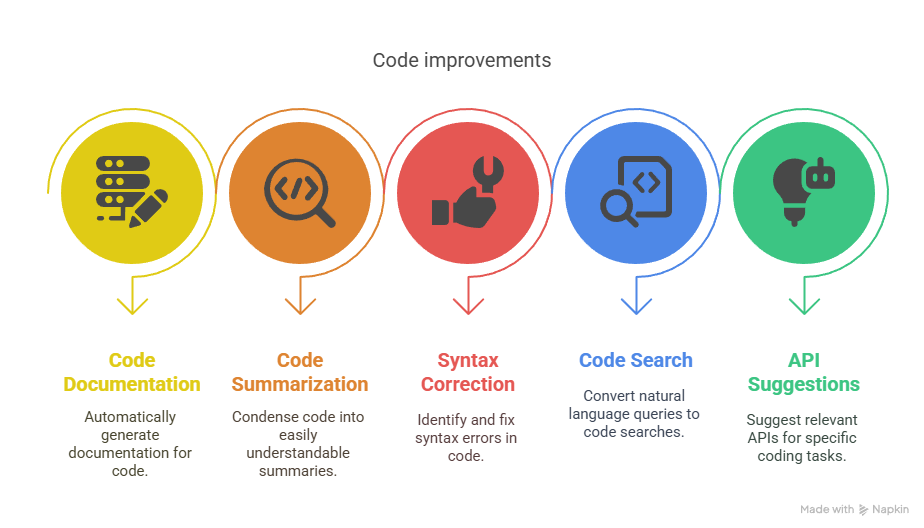 Code improvements
Code
Documentation
Automatically
generate
documentation for
code.
Code
Summarization
Condense code into
easily
understandable
summaries.
Syntax
Correction
Identify and fix
syntax errors in
code.
Code Search
Convert natural
language queries to
code searches.
API
Suggestions
Suggest relevant
APIs for specific
coding tasks.
Made with Napkin